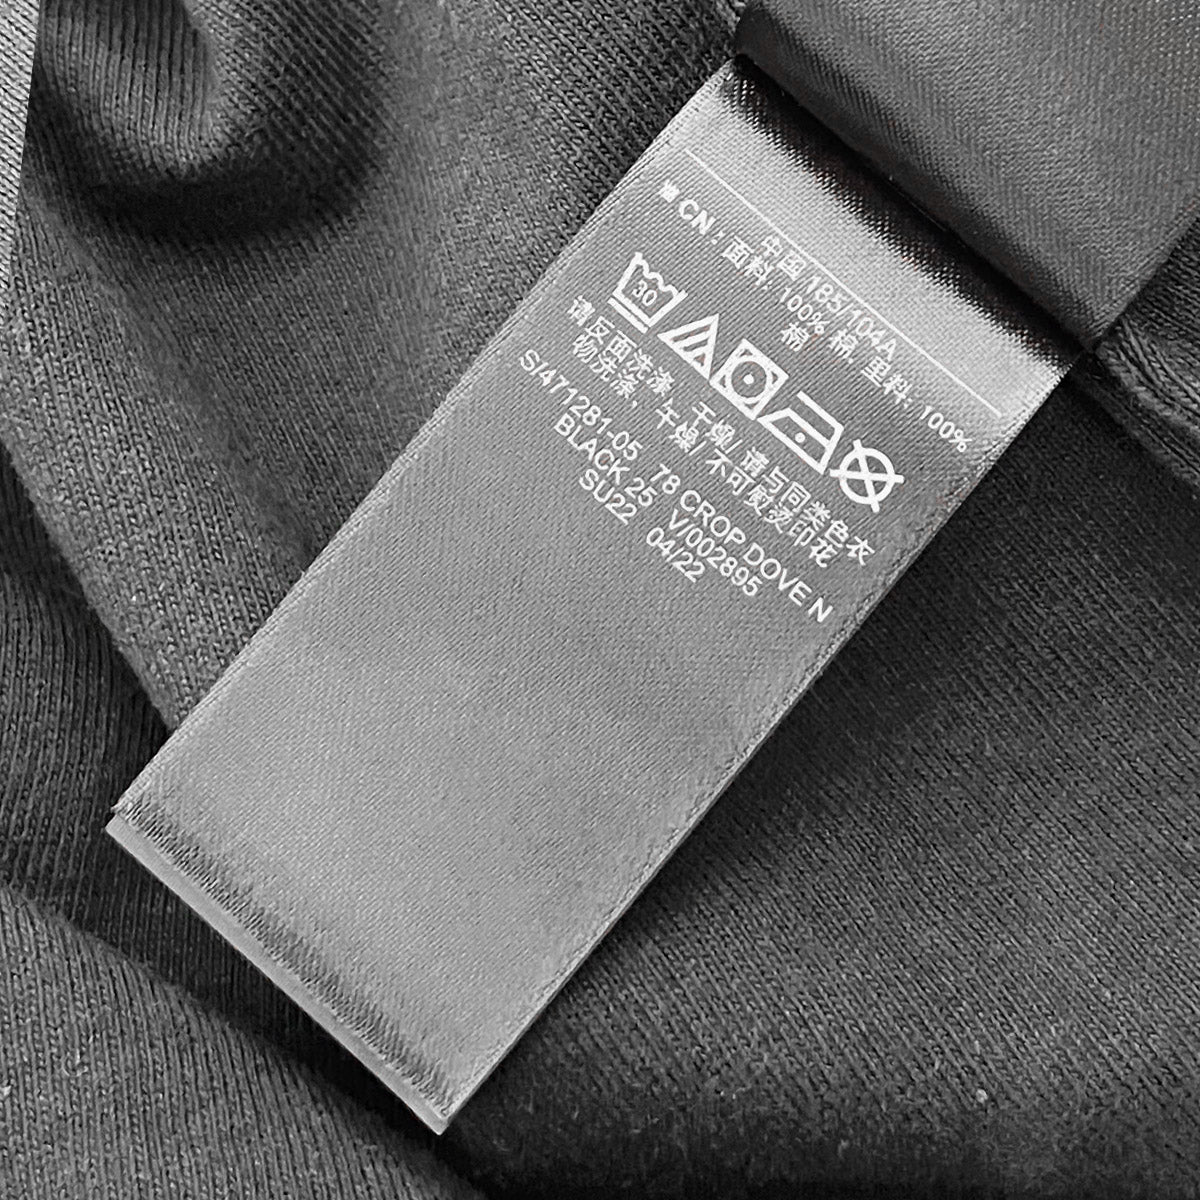 中国 185/104A
CN : 面料: 100% 棉 里料: 100%
棉
30
请反面洗涤, 干燥/ 请与同类色衣
物洗涤, 干燥/ 不可熨烫印花
S/471281-05 78 CROP DOVE N
BLACK 25 V/002895
SU22 04/22